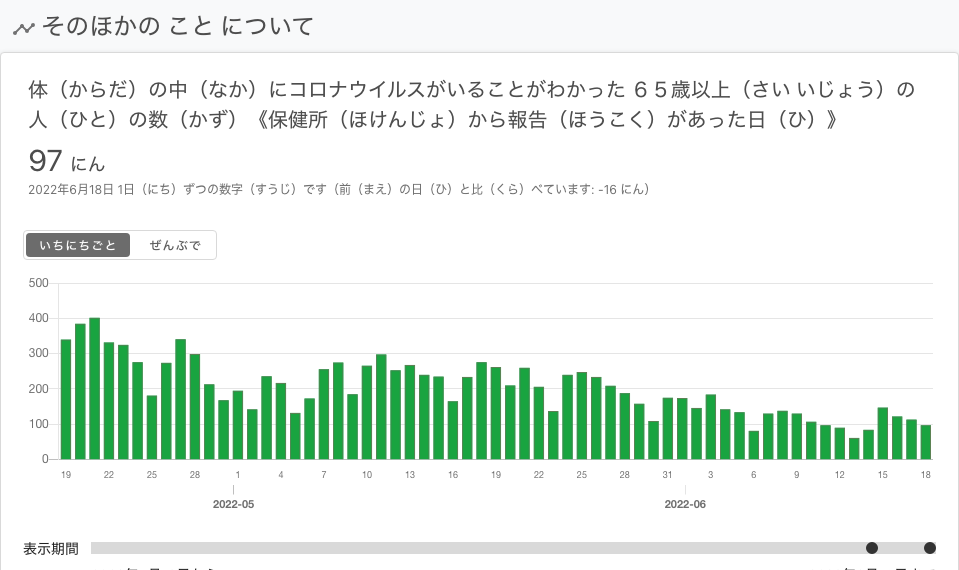 そのほかの こと について
体（からだ）の中（なか）にコロナウイルスがいることがわかった ６５歳以上（さい いじょう）の
人（ひと）の数（かず）《保健所（ほけんじょ）から報告（ほうこく）があった日（ひ）》
97 にん
2022年6月18日 1日（にち）ずつの数字（すうじ）です（前（まえ）の日（ひ）と比（くら）べています: -16 にん）
いちにちごと ぜんぶで
500
400
300
200
100
0
19 22 25 28 1 4 7 10 13 16 19 22 25 28 31 3 6 9 12 15 18
2022-05 2022-06
表示期間